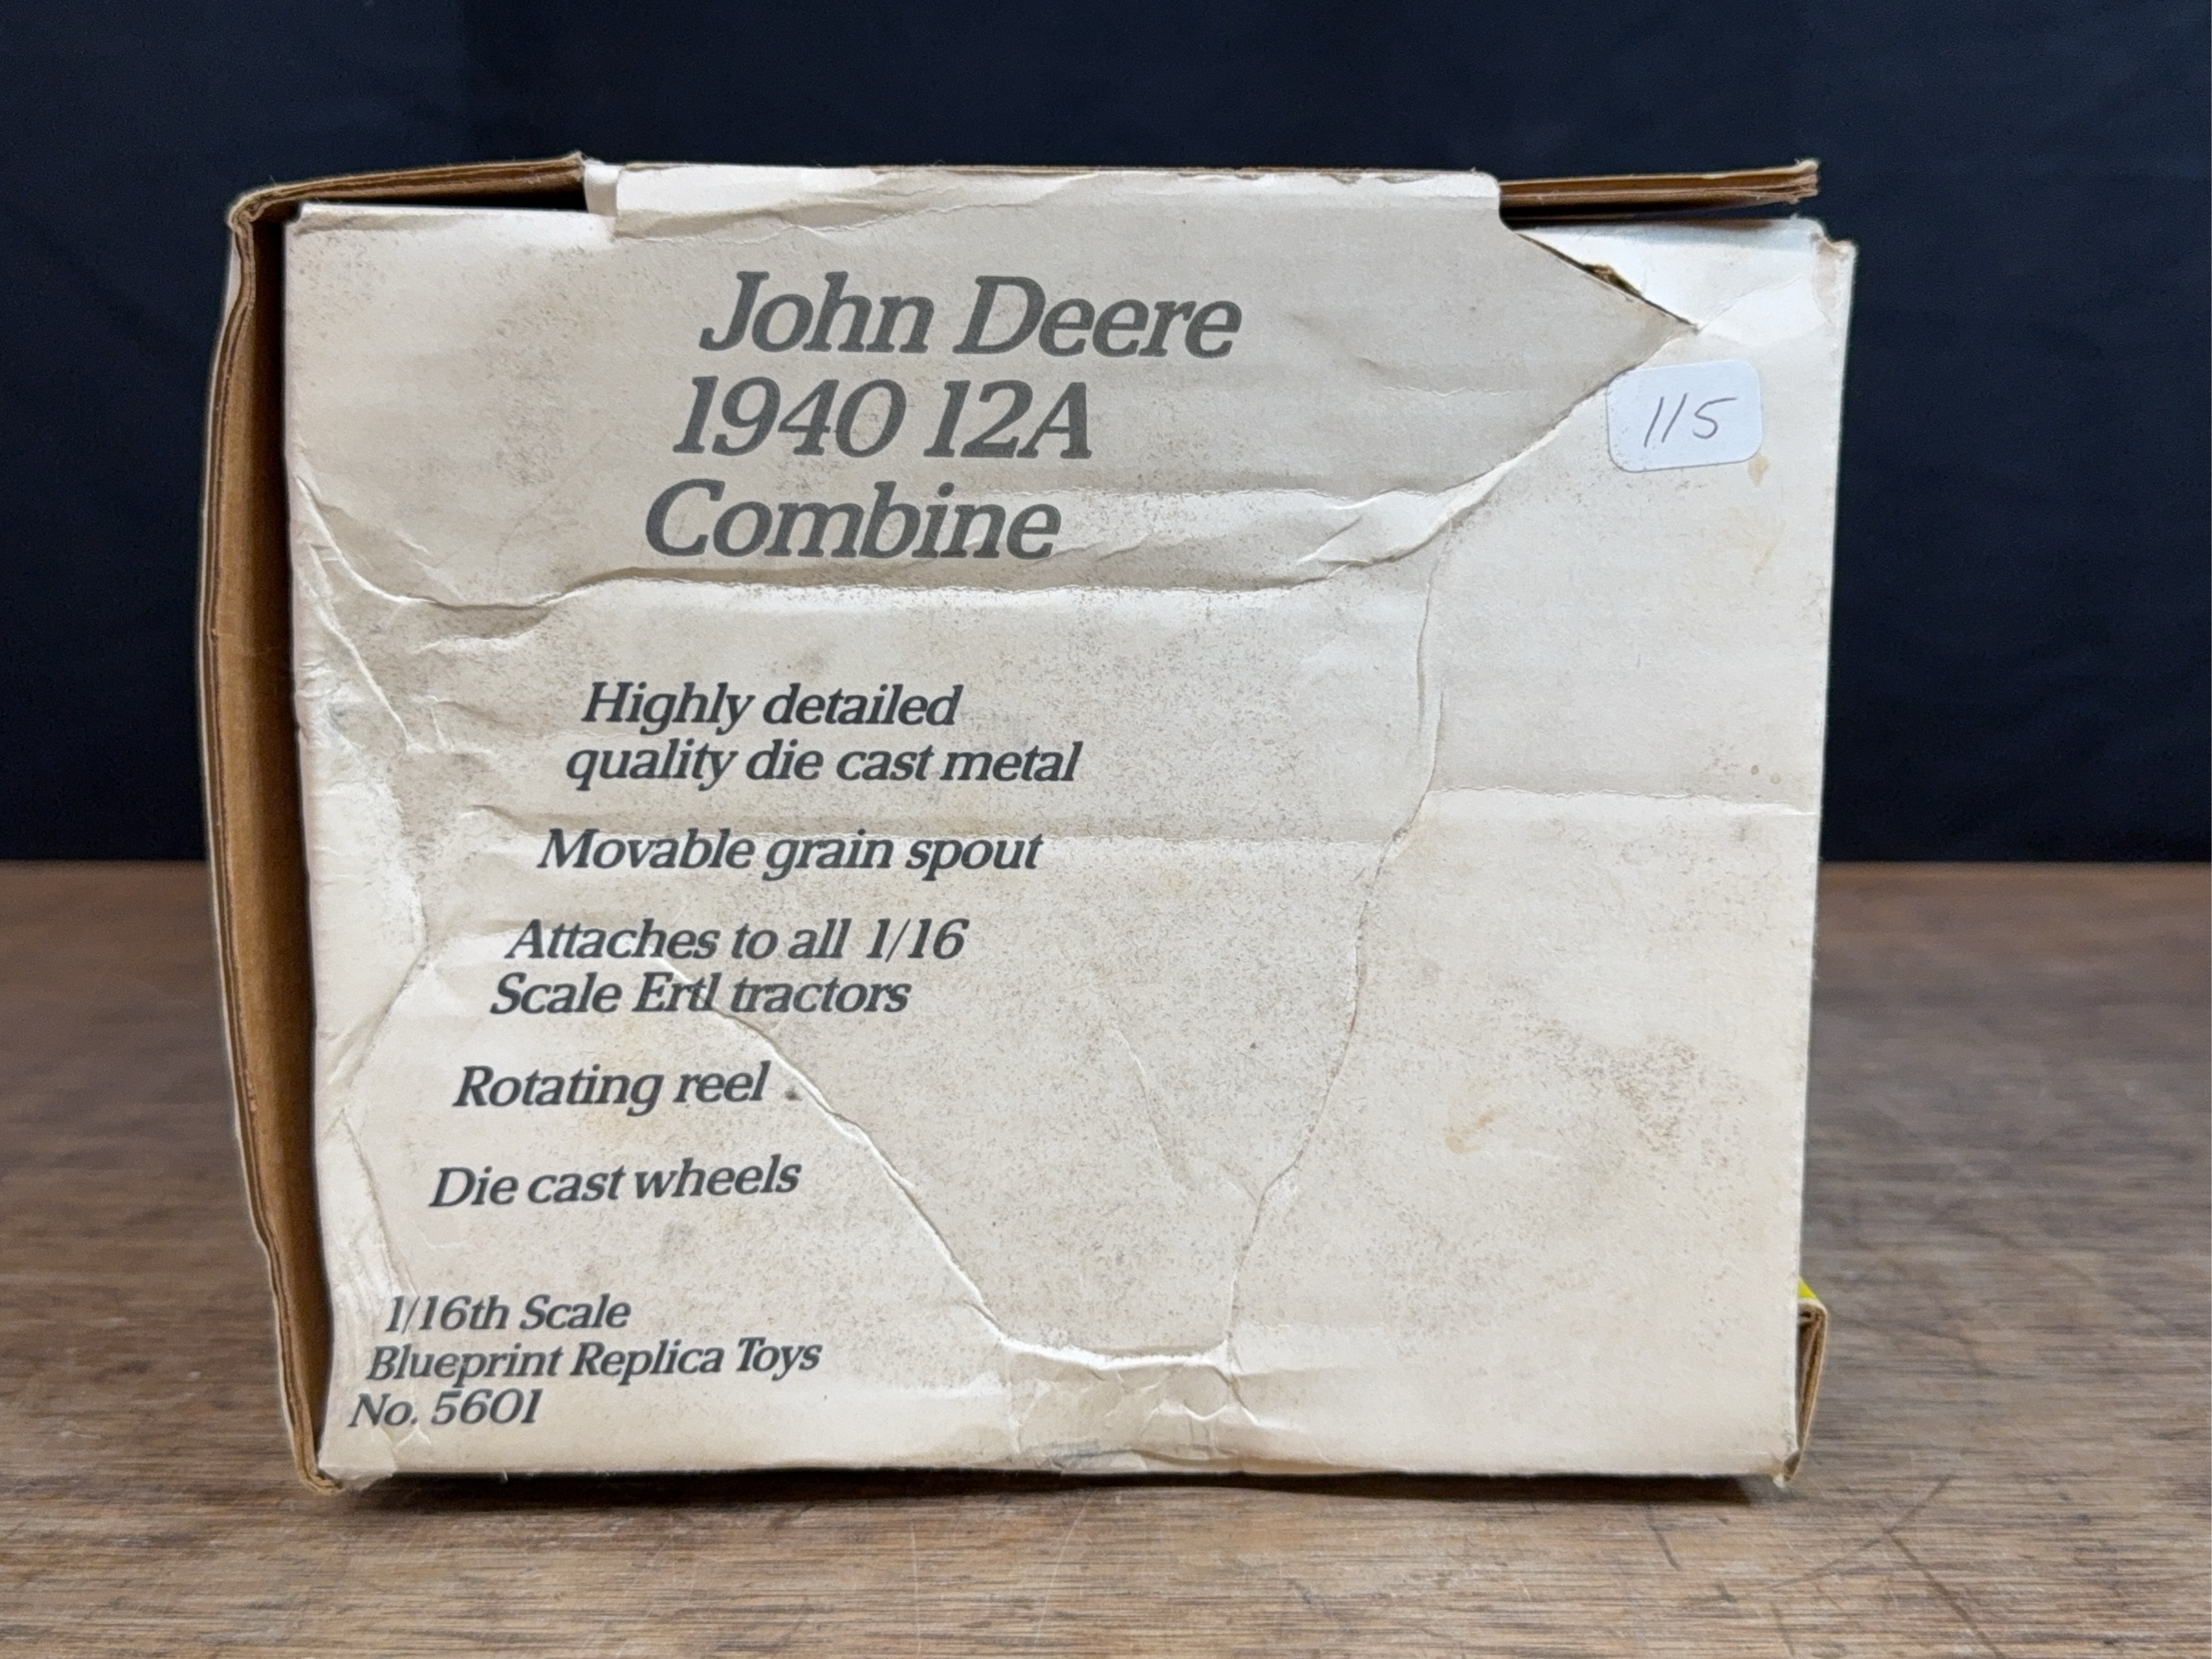 John Deere
1940 12A
Combine
115
Highly detailed
quality die cast metal
Movable grain spout
Attaches to all 1/16
Scale Ertl tractors
Rotating reel
Die cast wheels
1/16th Scale
Blueprint Replica Toys
No. 5601